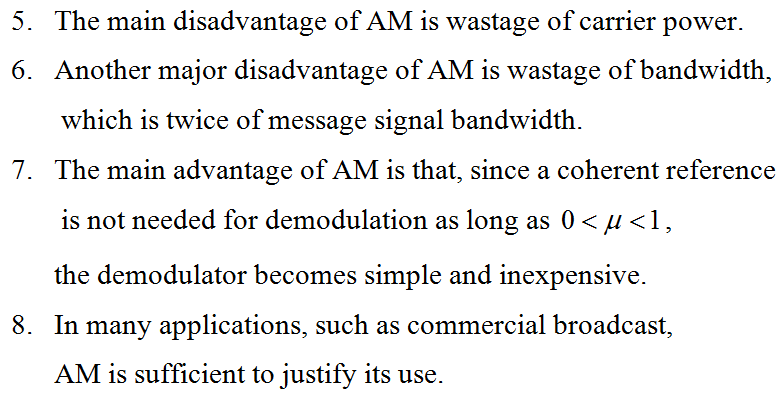 5. The main disadvantage of AM is wastage of carrier power.
6. Another major disadvantage of AM is wastage of bandwidth,
which is twice of message signal bandwidth.
7. The main advantage of AM is that, since a coherent reference
is not needed for demodulation as long as 0 < μ < 1,
the demodulator becomes simple and inexpensive.
8. In many applications, such as commercial broadcast,
AM is sufficient to justify its use.